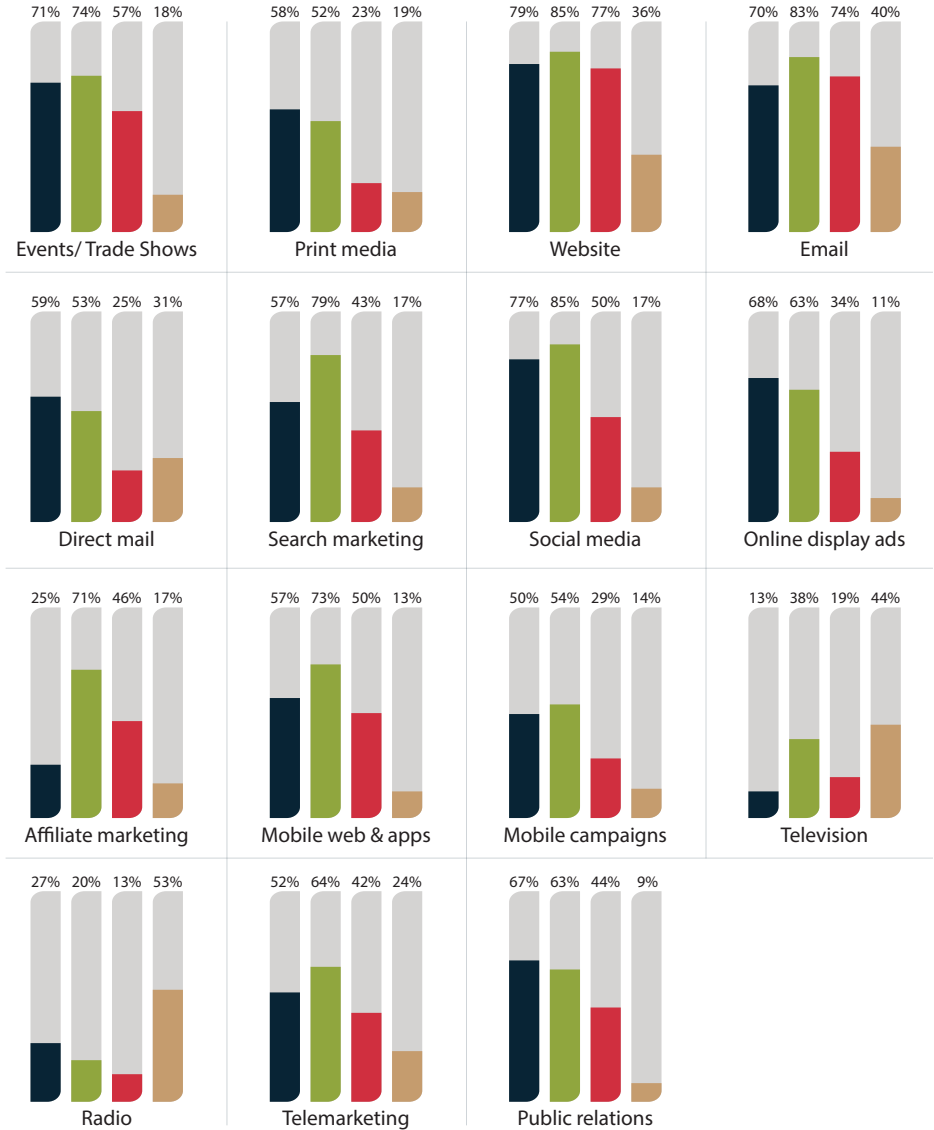 71% 74% 57% 18%
58% 52% 23% 19%
79% 85% 77% 36%
70% 83% 74% 40%
Events/ Trade Shows
Print media
Website
Email
59% 53% 25% 31%
57% 79% 43% 17%
77% 85% 50% 17%
68% 63% 34% 11%
Direct mail
Search marketing
Social media
Online display ads
25% 71% 46% 17%
57% 73% 50% 13%
50% 54% 29% 14%
13% 38% 19% 44%
Affiliate marketing
Mobile web & apps
Mobile campaigns
Television
27% 20% 13% 53%
52% 64% 42% 24%
67% 63% 44% 9%
Radio
Telemarketing
Public relations